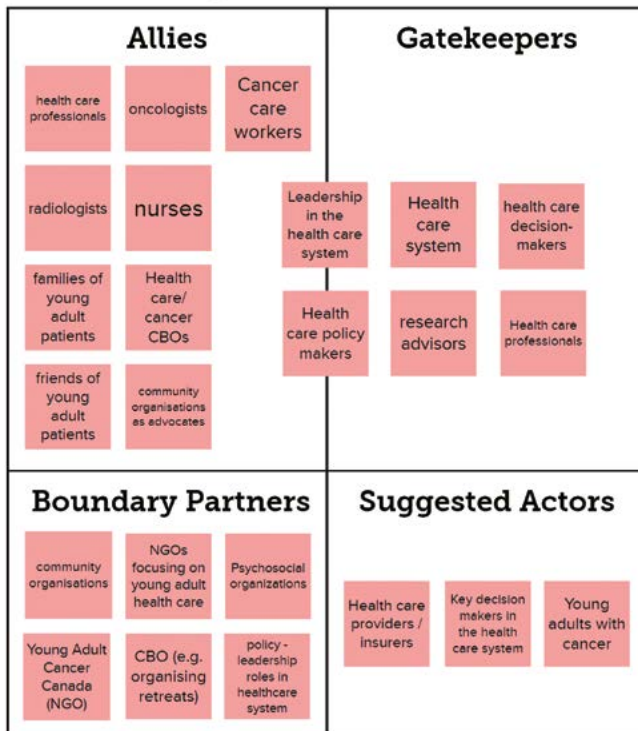 Allies
health care
professionals
oncologists
Cancer
care
workers
radiologists
nurses
families of
young
adult
patients
Health
care/
cancer
CBOs
friends of
young
adult
patients
community
organisations
as advocates
Gatekeepers
Leadership
in the
health care
system
Health
care
system
health care
decision-
makers
Health
care policy
makers
research
advisors
Health care
professionals
Boundary Partners
community
organisations
NGOs
focusing on
young adult
health care
Psychosocial
organizations
Young Adult
Cancer
Canada
(NGO)
CBO (e.g.
organising
retreats)
policy -
leadership
roles in
healthcare
system
Suggested Actors
Health care
providers /
insurers
Key decision
makers in
the health
care system
Young
adults with
cancer